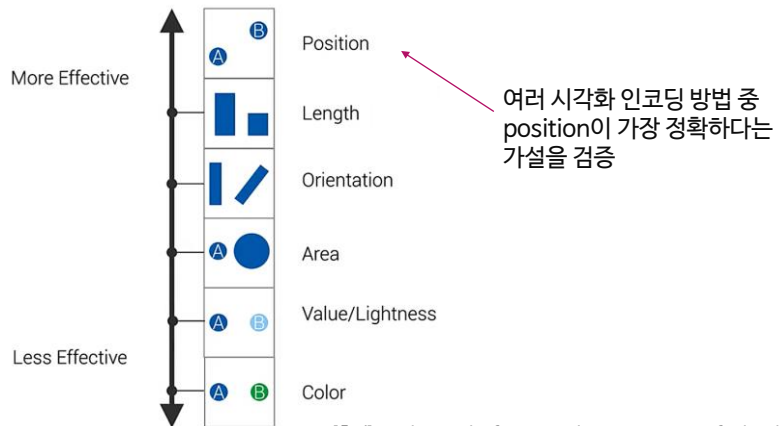 B
A
Position
More Effective
여러 시각화 인코딩 방법 중
position이 가장 정확하다는
가설을 검증
Length
Orientation
A
Area
Value/Lightness
A B
Less Effective
A B
Color